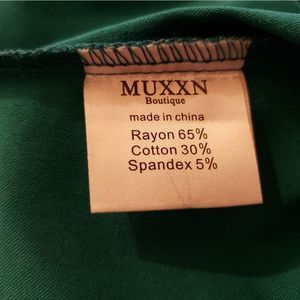 MUXXN
Boutique
made in china
Rayon 65%
Cotton 30%
Spandex 5%